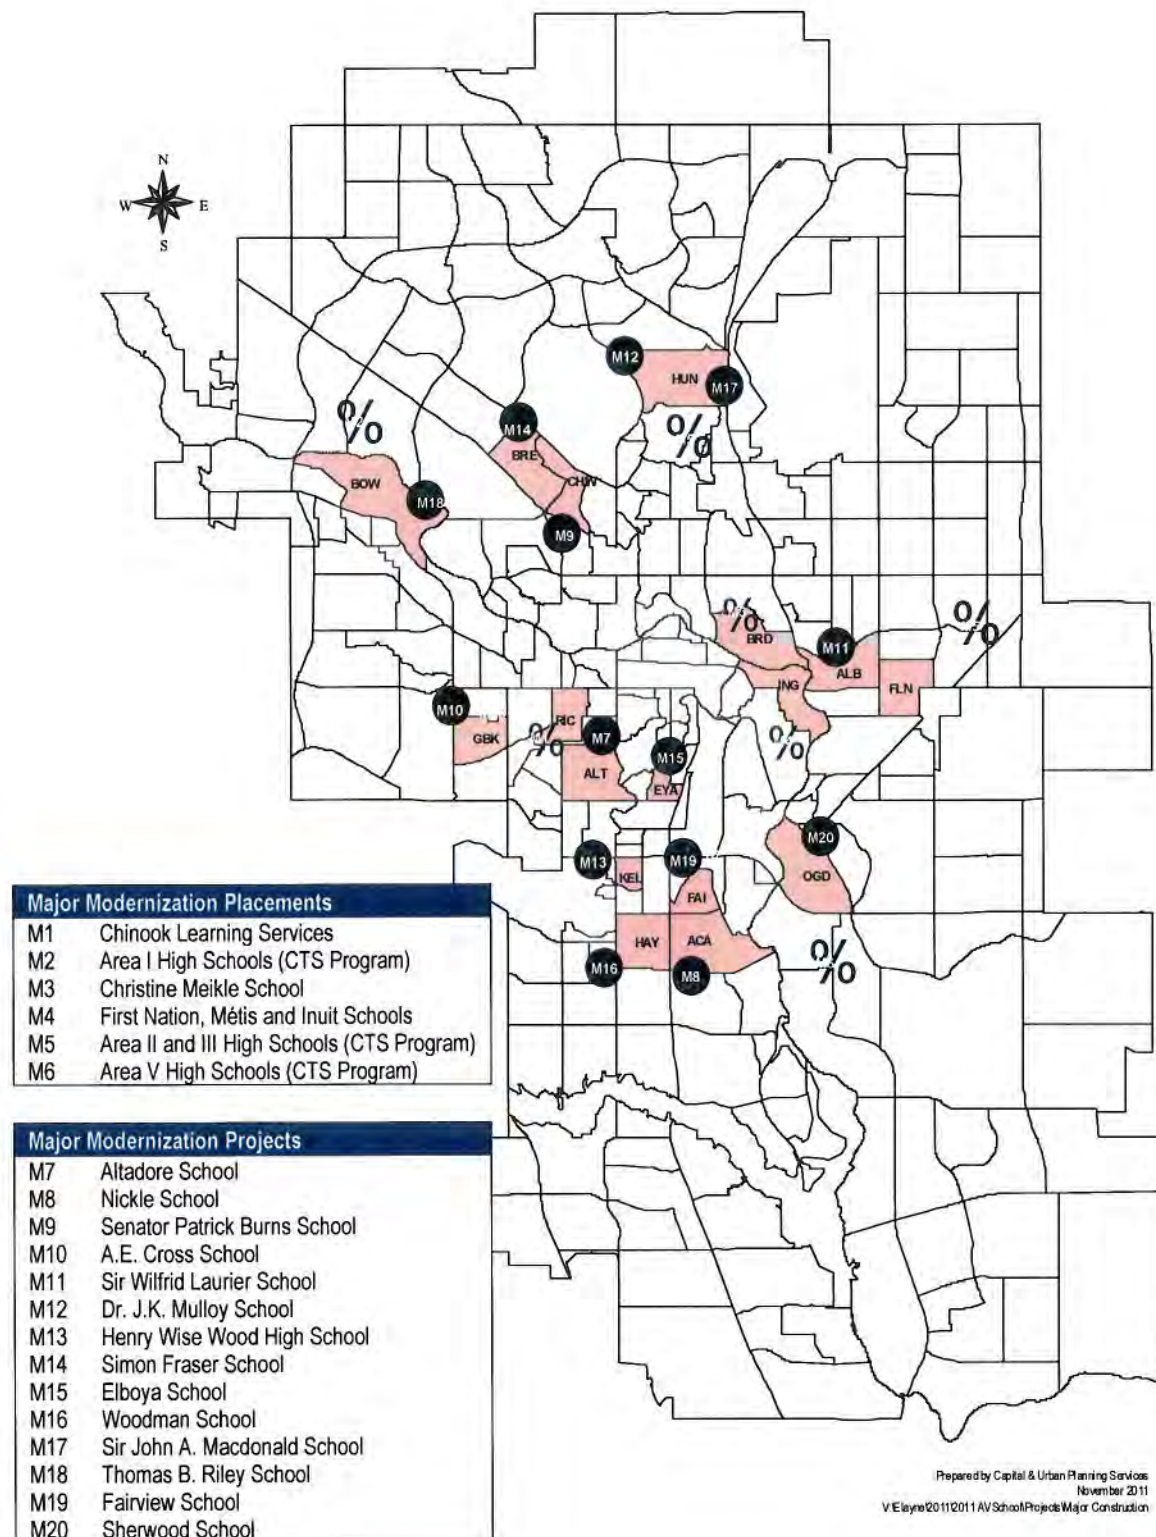 N
W E
S
M12
HUN
M17
%
%
M14
BRE
CHW
BOW
M18
M9
%
BRD
%
M11
ALB
ING
FLN
M10
RIC
GBK
%
M7
%
M15
ALT
EYA
M20
M13
KEL
M19
OGD
FAI
HAY
ACA
%
M16
M8
Major Modernization Placements
M1 Chinook Learning Services
M2 Area I High Schools (CTS Program)
M3 Christine Meikle School
M4 First Nation, Métis and Inuit Schools
M5 Area II and III High Schools (CTS Program)
M6 Area V High Schools (CTS Program)
Major Modernization Projects
M7 Altadore School
M8 Nickle School
M9 Senator Patrick Burns School
M10 A.E. Cross School
M11 Sir Wilfrid Laurier School
M12 Dr. J.K. Mulloy School
M13 Henry Wise Wood High School
M14 Simon Fraser School
M15 Elboya School
M16 Woodman School
M17 Sir John A. Macdonald School
M18 Thomas B. Riley School
M19 Fairview School
M20 Sherwood School
Prepared by Capital & Urban Planning Services
November 2011